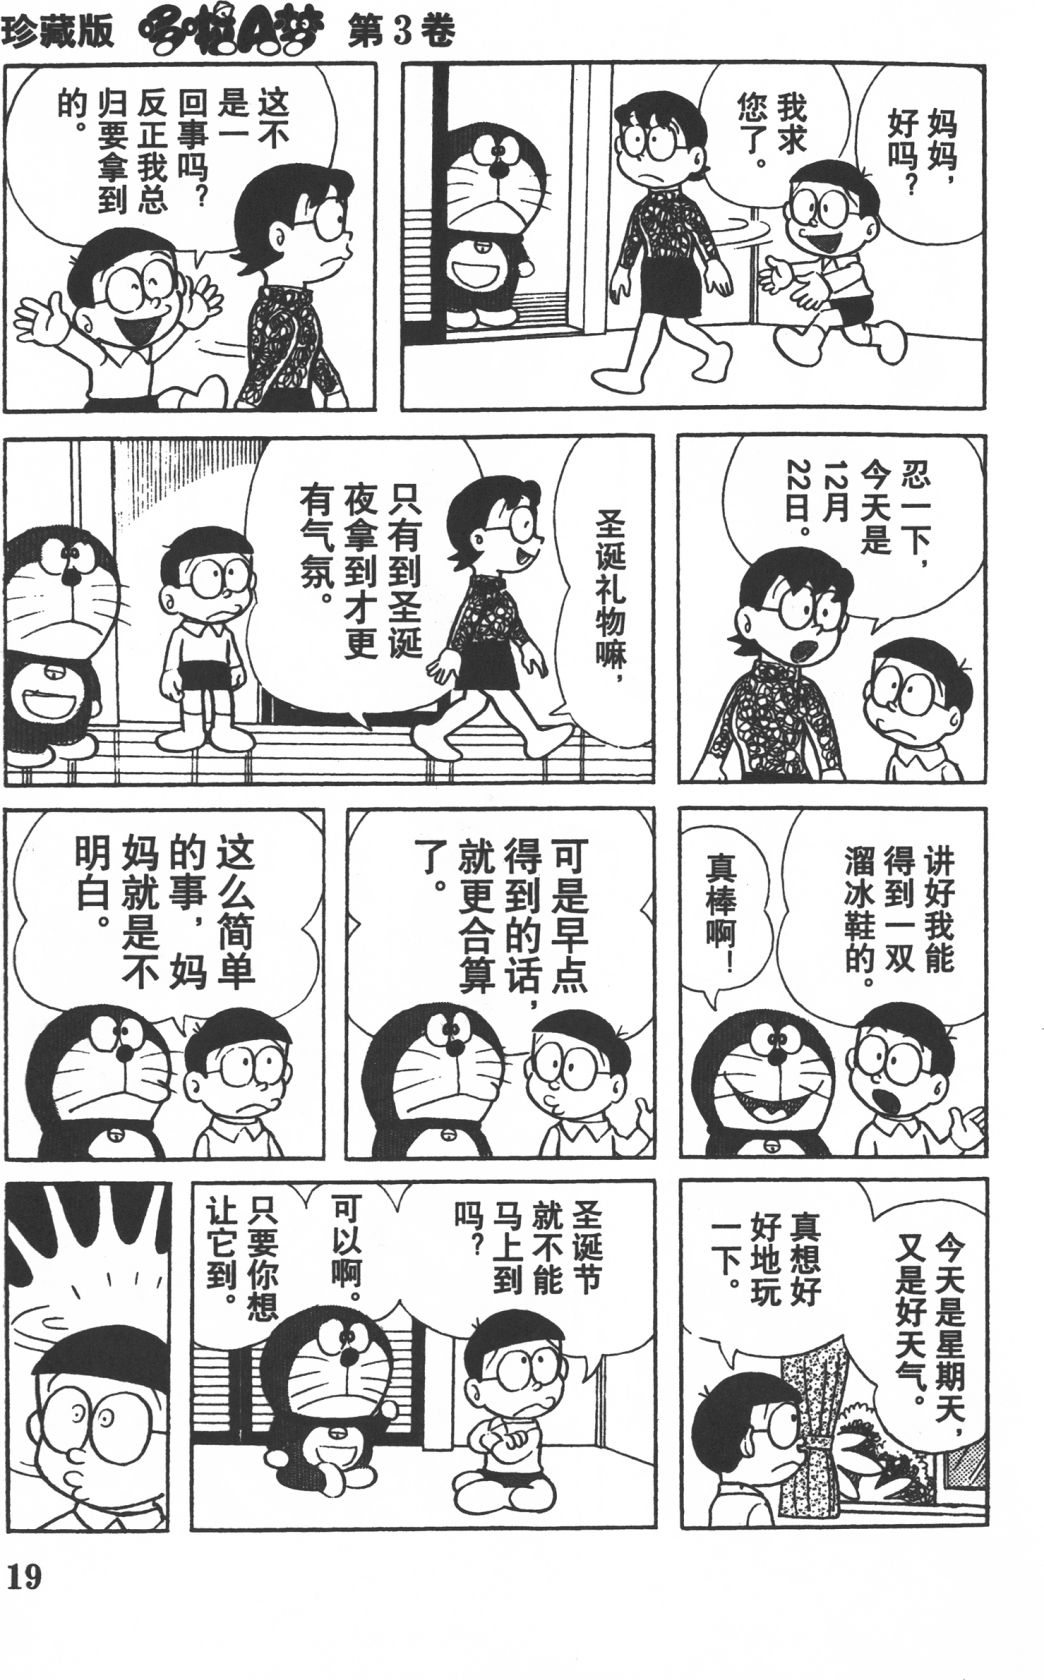 珍藏版 哆啦A梦 第3卷
妈妈，
好吗？
我求
您了。
这不
是一
回事吗？
反正我总
归要拿到
的。
忍一下，
今天是
12月
22日。
圣诞礼物嘛，
只有到圣诞
夜拿到才更
有气氛。
讲好我能
得到一双
溜冰鞋的。
真棒啊！
可是早点
得到的话，
就更合算
了。
这么简单
的事，妈
妈就是不
明白。
今天是星期天，
又是好天气。
真想好
好地玩
一下。
圣诞节
就不能
马上到
吗？
可以啊。
只要你想
让它到。
19